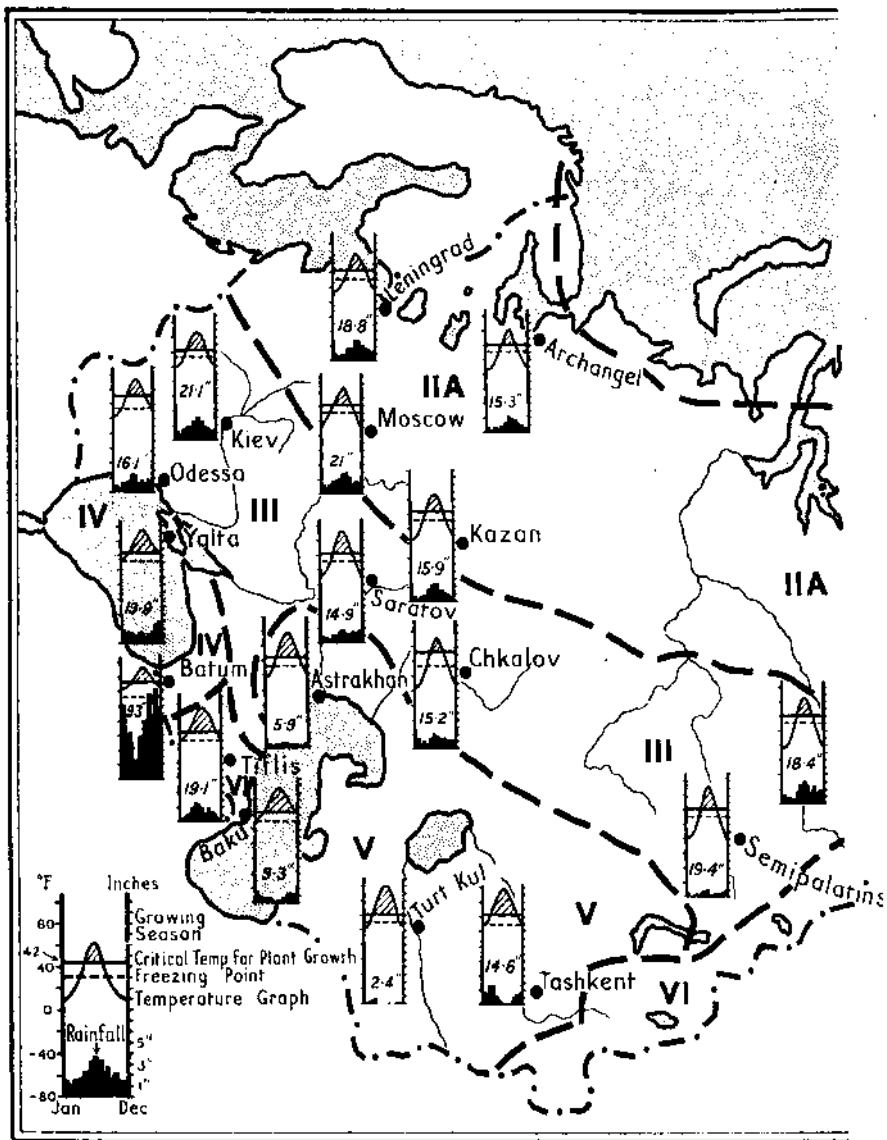 Leningrad
18·8"
Archangel
21·1"
IIA
15·3"
Moscow
Kiev
16·1
21"
Odessa
IV
III
Yalta
Kazan
15·9"
IIA
19·9"
14·9"
Saratov
IV
Batum
Astrakhan
Chkalov
93"
5·9"
15·2"
III
18·4"
Tiflis
19·1"
VI
Baku
9·3"
V
19·4"
Semipalatins
°F
Inches
Turt Kul
V
80
Growing
Season
42
Critical Temp for Plant Growth
40
Freezing Point
2·4"
14·6"
Tashkent
VI
Temperature Graph
0
Rainfall
5"
-40
3"
1"
-80
Jan
Dec